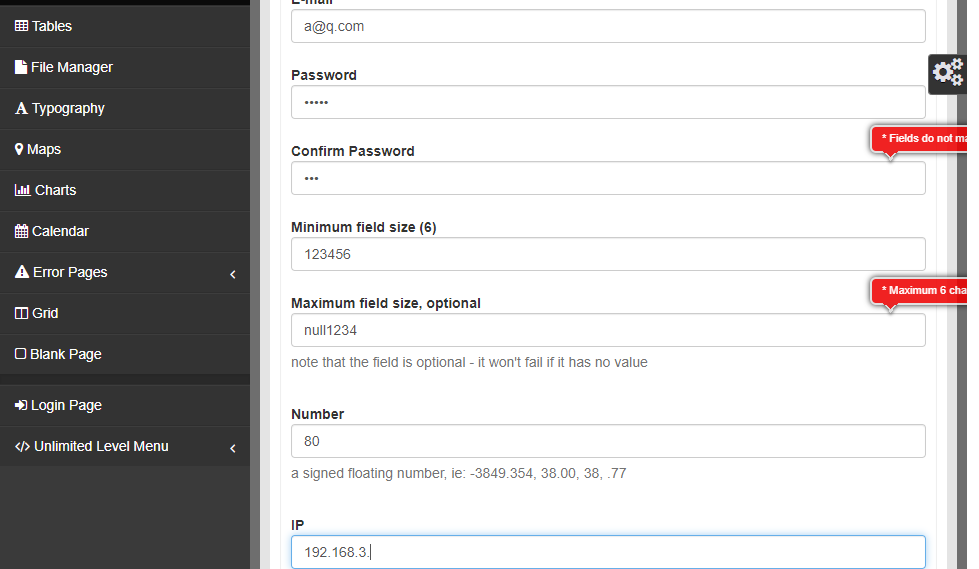 Tables
File Manager
Typography
Maps
Charts
Calendar
Error Pages
Grid
Blank Page
Login Page
Unlimited Level Menu
E-mail
a@q.com
Password
•••••
* Fields do not ma
Confirm Password
•••
Minimum field size (6)
123456
* Maximum 6 cha
Maximum field size, optional
null1234
note that the field is optional - it won't fail if it has no value
Number
80
a signed floating number, ie: -3849.354, 38.00, 38, .77
IP
192.168.3.